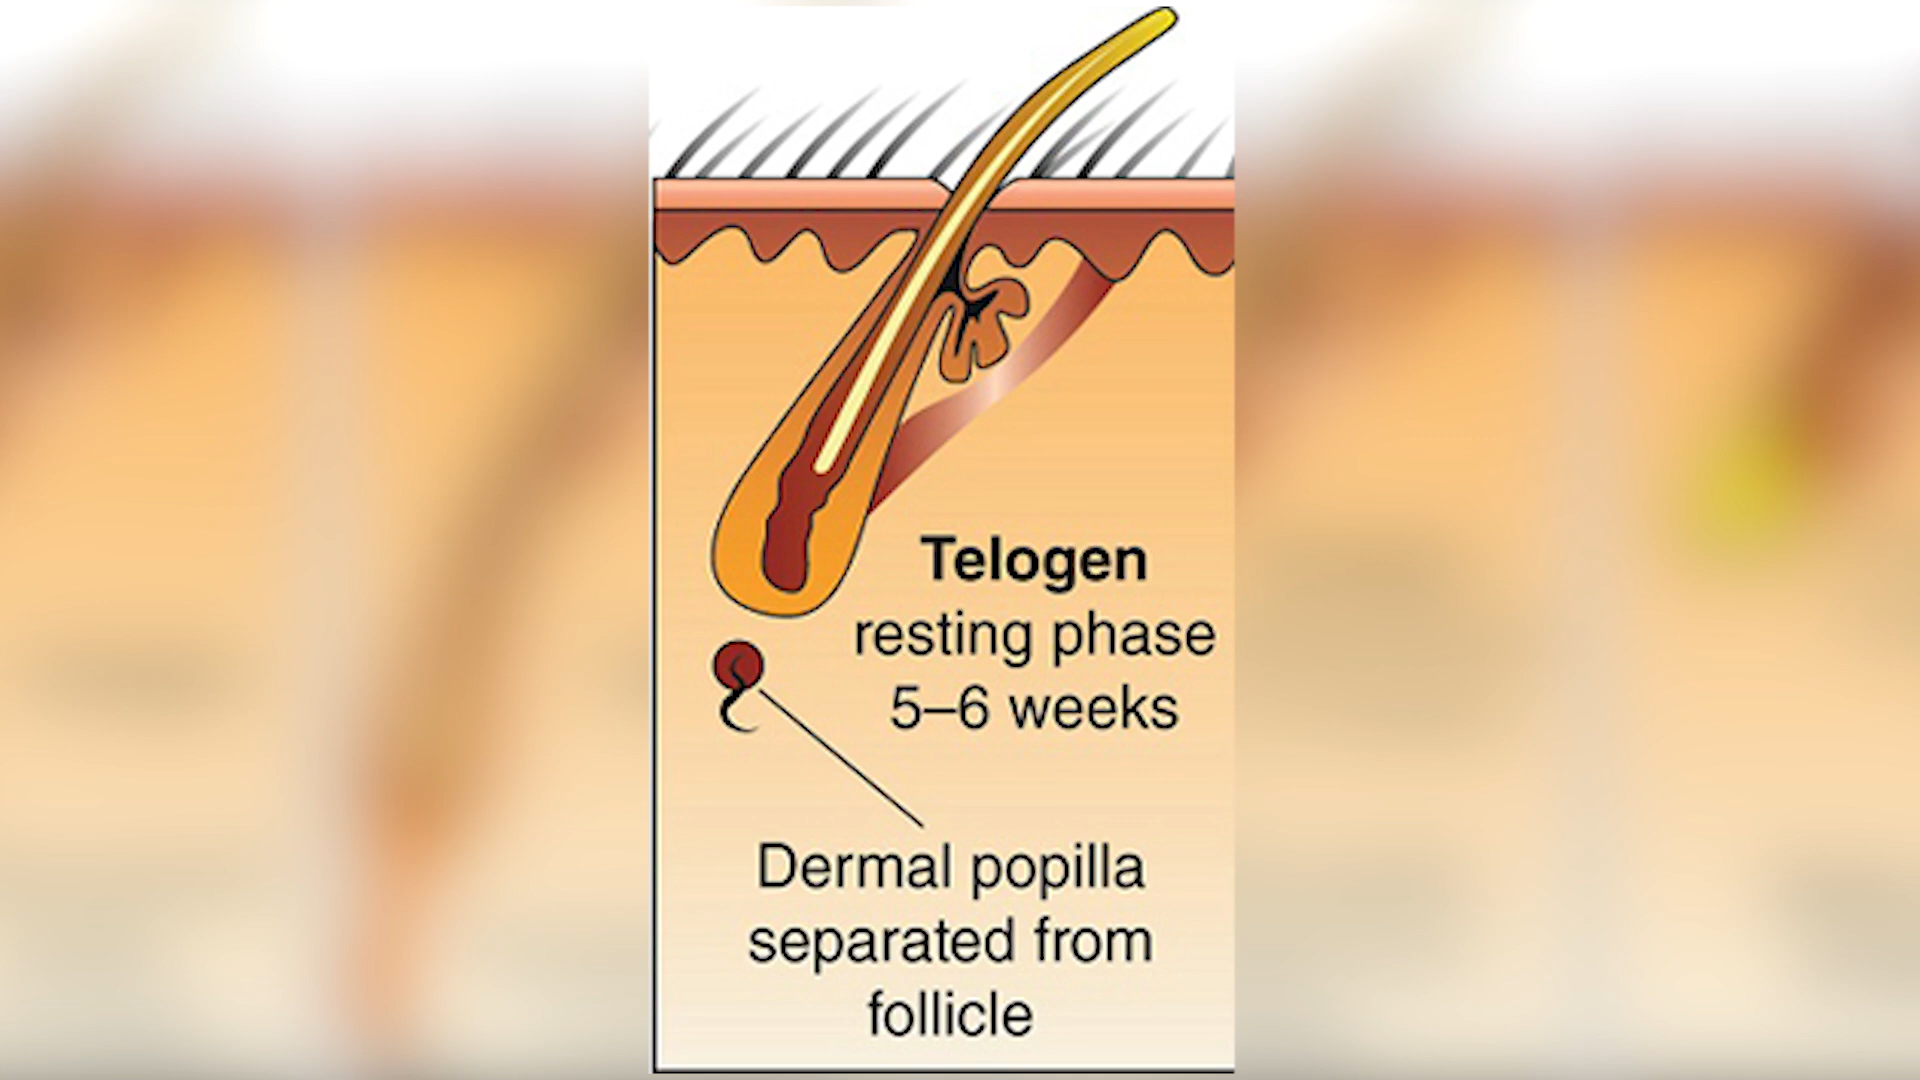 Telogen
resting phase
5–6 weeks
Dermal popilla
separated from
follicle